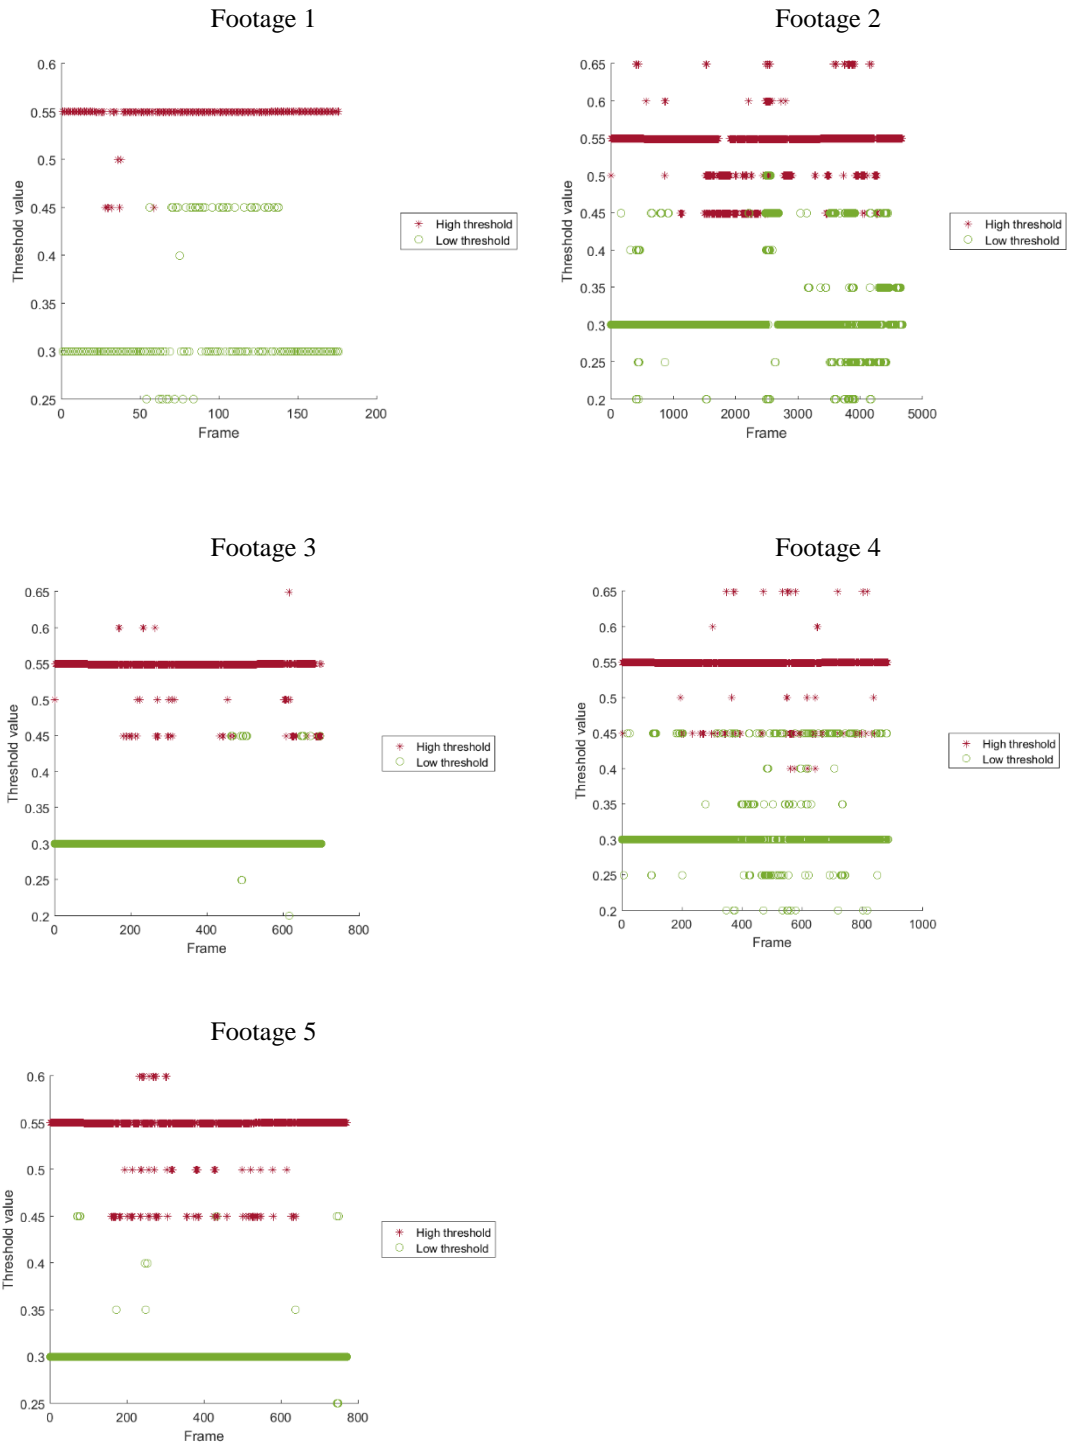 Footage 1
0.6
0.55
0.5
0.45
0.4
0.35
0.3
0.25
Threshold value
0 50 100 150 200
Frame
High threshold
Low threshold
Footage 2
0.65
0.6
0.55
0.5
0.45
0.4
0.35
0.3
0.25
0.2
Threshold value
0 1000 2000 3000 4000 5000
Frame
High threshold
Low threshold
Footage 3
0.65
0.6
0.55
0.5
0.45
0.4
0.35
0.3
0.25
0.2
Threshold value
0 200 400 600 800
Frame
High threshold
Low threshold
Footage 4
0.65
0.6
0.55
0.5
0.45
0.4
0.35
0.3
0.25
0.2
Threshold value
0 200 400 600 800 1000
Frame
High threshold
Low threshold
Footage 5
0.6
0.55
0.5
0.45
0.4
0.35
0.3
0.25
Threshold value
0 200 400 600 800
Frame
High threshold
Low threshold